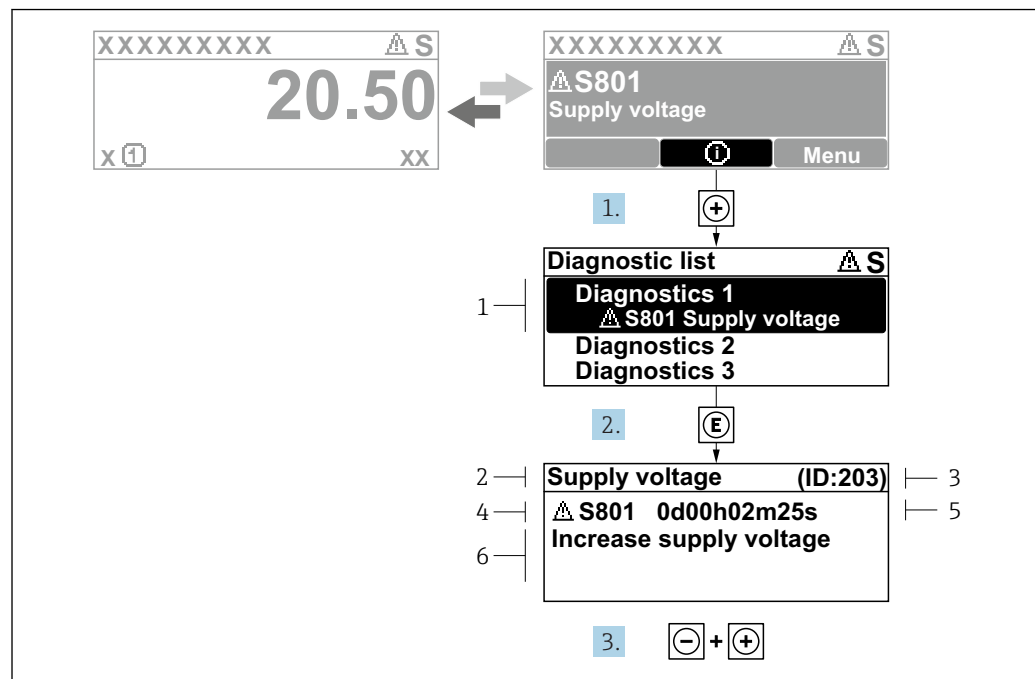 XXXXXXXXX ⚠ S
20.50
x ① xx
XXXXXXXXX ⚠ S
⚠ S801
Supply voltage
ⓘ Menu
1. +
Diagnostic list ⚠ S
1
Diagnostics 1
⚠ S801 Supply voltage
Diagnostics 2
Diagnostics 3
2. E
2 Supply voltage (ID:203) 3
4 ⚠ S801 0d00h02m25s 5
6 Increase supply voltage
3. - + +